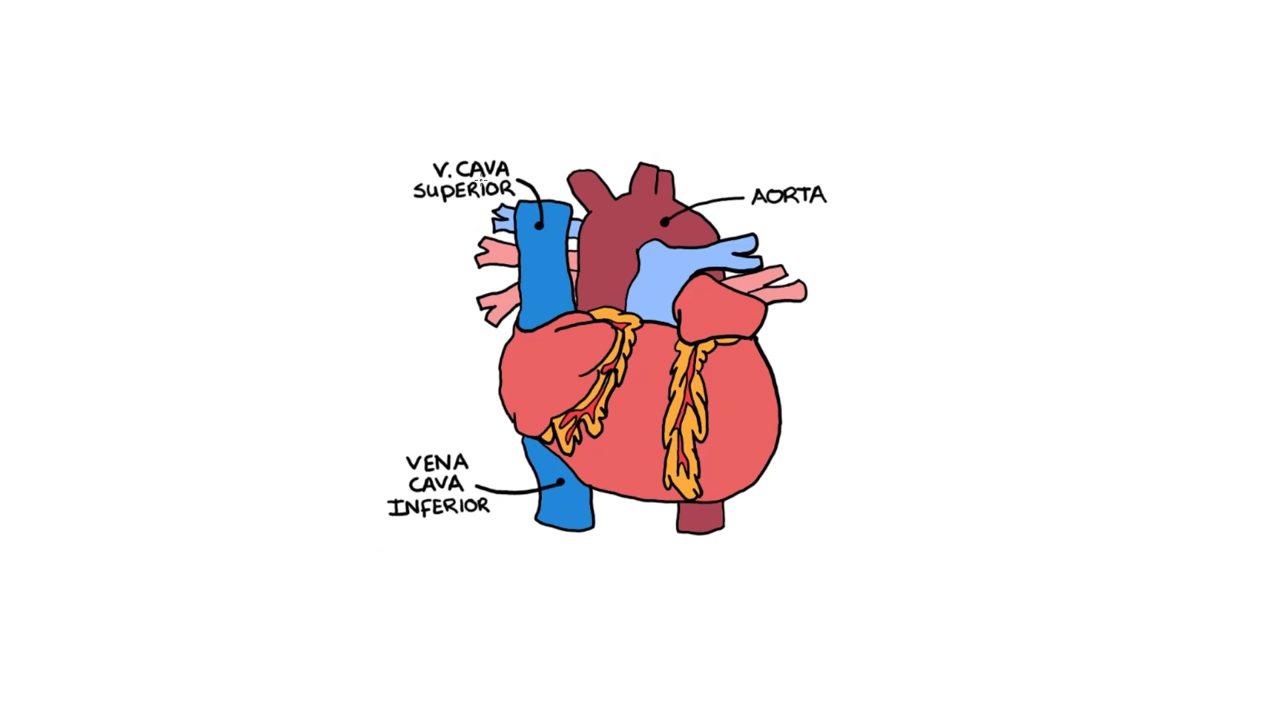 V. CAVA
SUPERIOR
AORTA
VENA
CAVA
INFERIOR